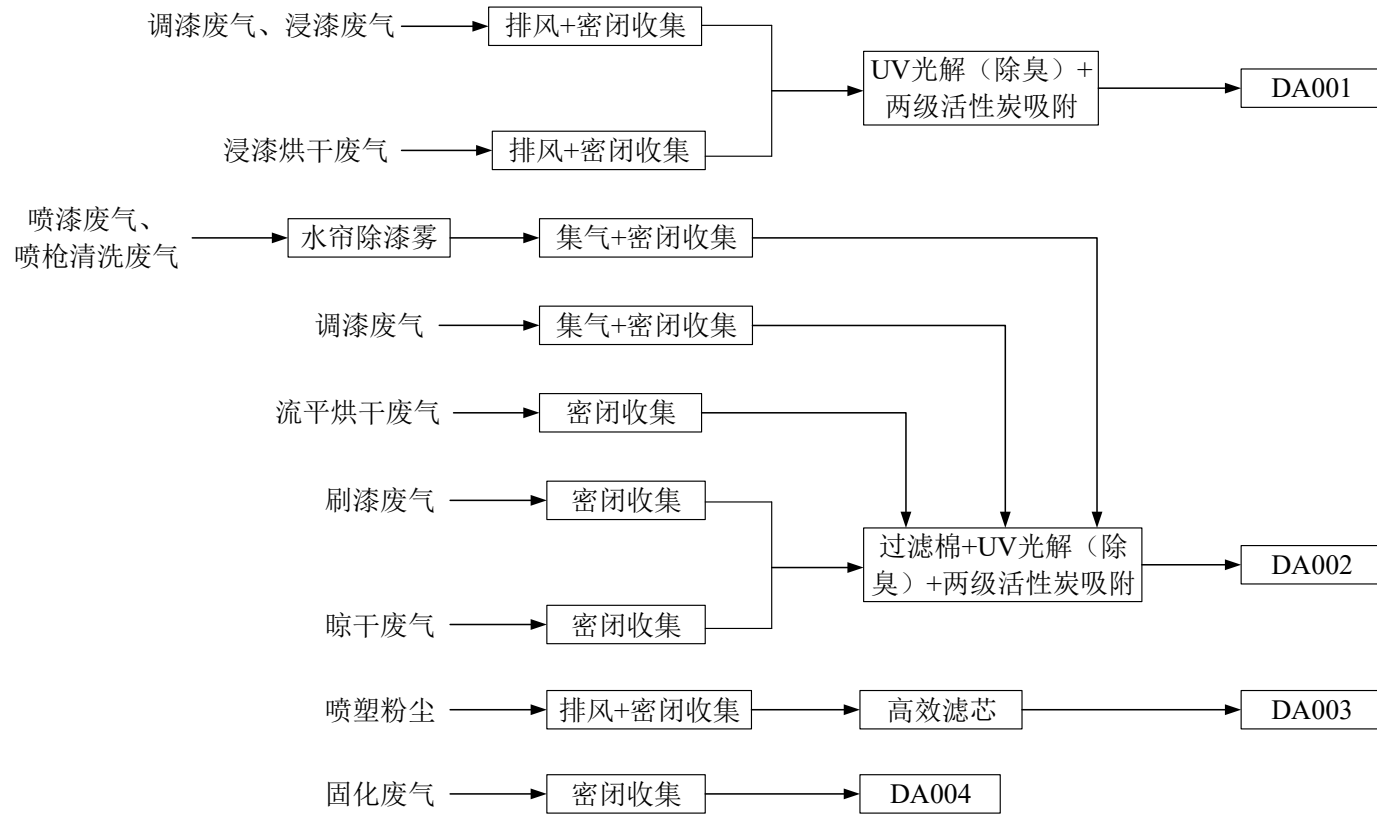 调漆废气、浸漆废气
排风+密闭收集
UV光解（除臭）+
两级活性炭吸附
DA001
浸漆烘干废气
排风+密闭收集
喷漆废气、
喷枪清洗废气
水帘除漆雾
集气+密闭收集
调漆废气
集气+密闭收集
流平烘干废气
密闭收集
刷漆废气
密闭收集
过滤棉+UV光解（除
臭）+两级活性炭吸附
DA002
晾干废气
密闭收集
喷塑粉尘
排风+密闭收集
高效滤芯
DA003
固化废气
密闭收集
DA004